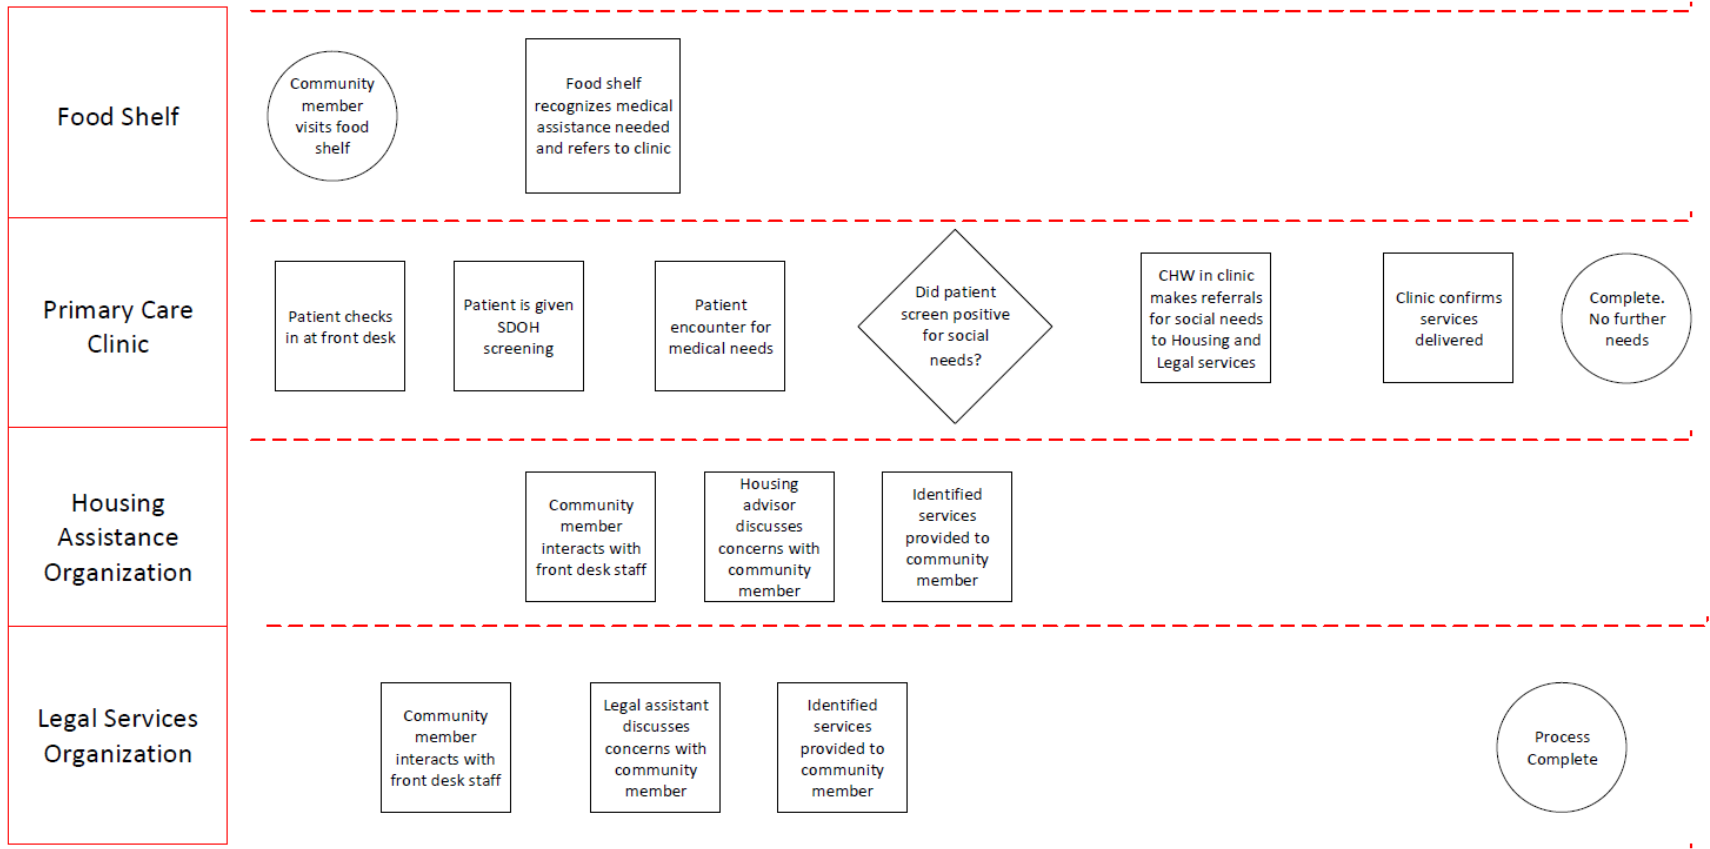 Food Shelf
Community
member
visits food
shelf
Food shelf
recognizes medical
assistance needed
and refers to clinic
Primary Care
Clinic
Patient checks
in at front desk
Patient is given
SDOH
screening
Patient
encounter for
medical needs
Did patient
screen positive
for social
needs?
CHW in clinic
makes referrals
for social needs
to Housing and
Legal services
Clinic confirms
services
delivered
Complete.
No further
needs
Housing
Assistance
Organization
Community
member
interacts with
front desk staff
Housing
advisor
discusses
concerns with
community
member
Identified
services
provided to
community
member
Legal Services
Organization
Community
member
interacts with
front desk staff
Legal assistant
discusses
concerns with
community
member
Identified
services
provided to
community
member
Process
Complete